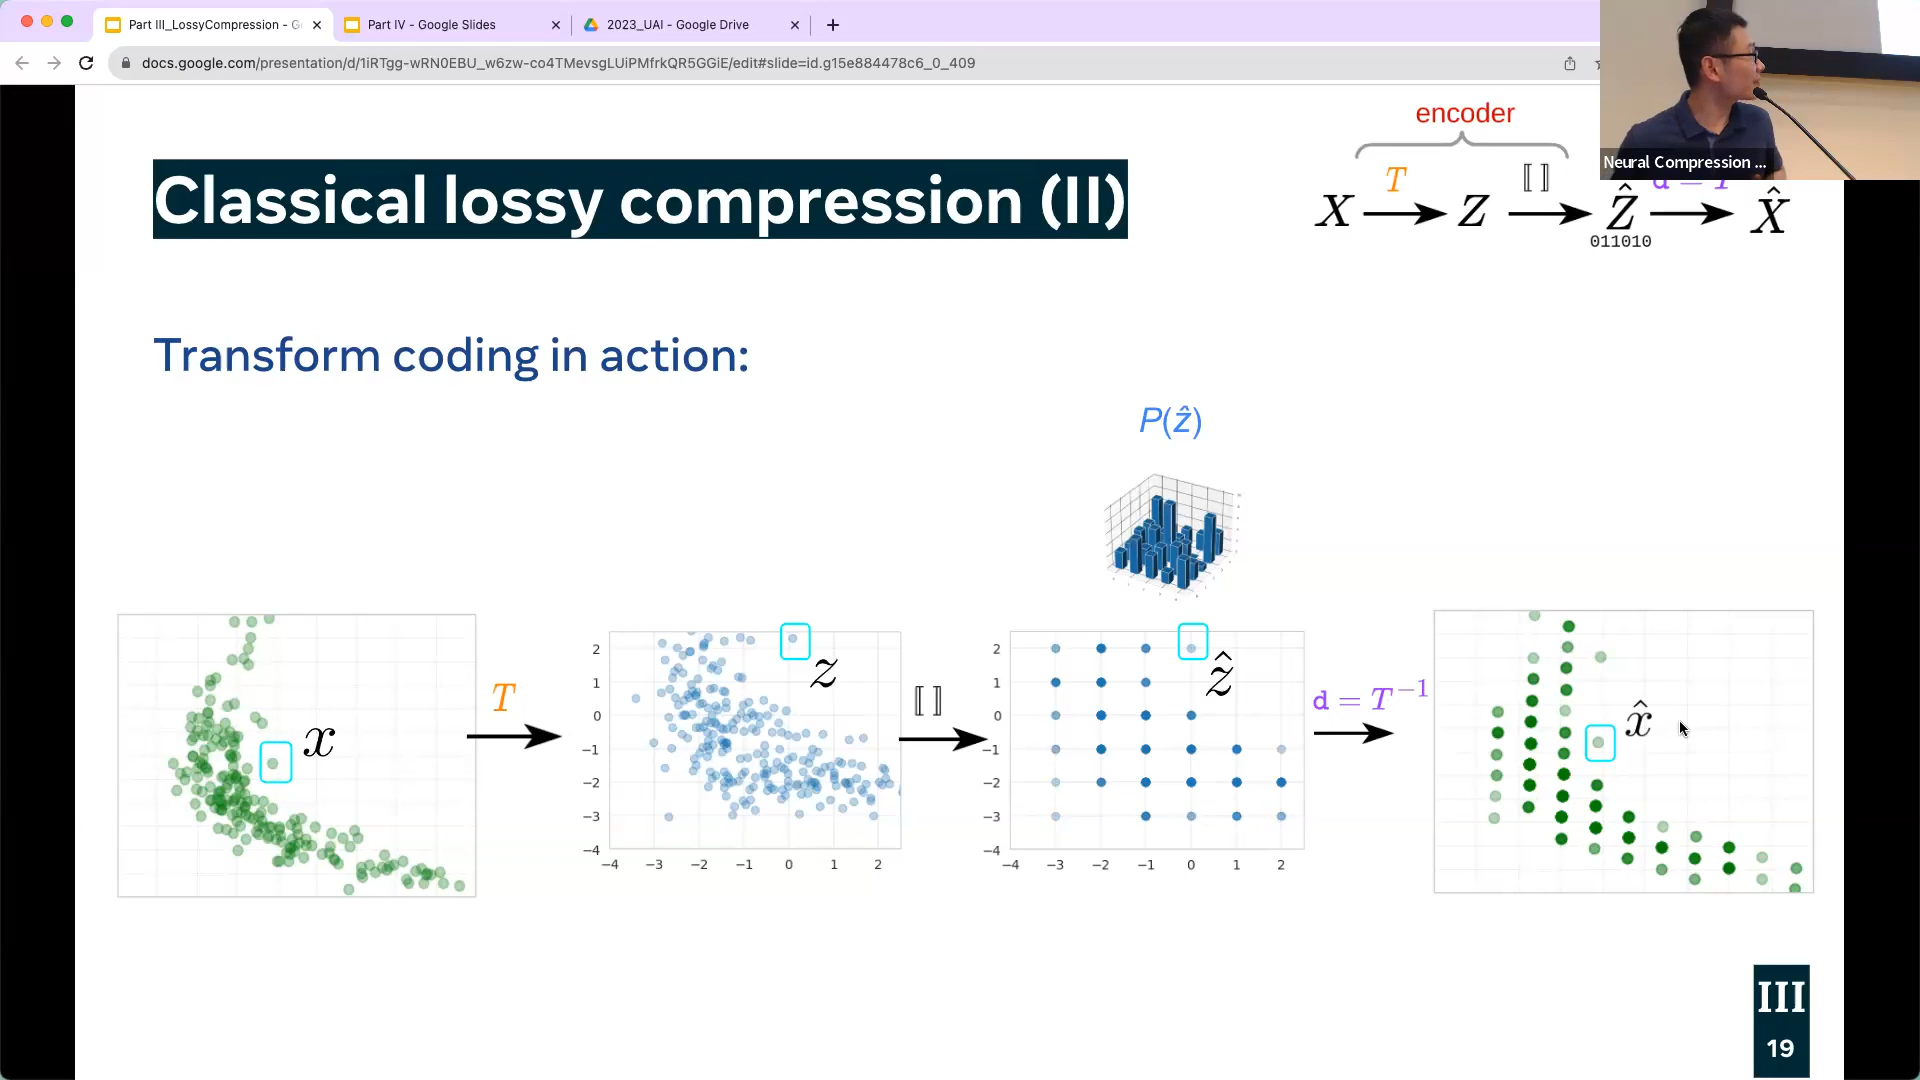 Part III_LossyCompression - G
Part IV - Google Slides
2023_UAI - Google Drive
docs.google.com/presentation/d/1iRTgg-wRN0EBU_w6zw-co4TMevsgLUiPMfrkQR5GGiE/edit#slide=id.g15e884478c6_0_409
Neural Compression ...
encoder
T ⟦ ⟧
X Z Ẑ X̂
011010
Classical lossy compression (II)
Transform coding in action:
P(ẑ)
x
T
z
2
1
0
−1
−2
−3
−4
−4 −3 −2 −1 0 1 2
⟦ ⟧
ẑ
2
1
0
−1
−2
−3
−4
−4 −3 −2 −1 0 1 2
d = T⁻¹
x̂
III
19